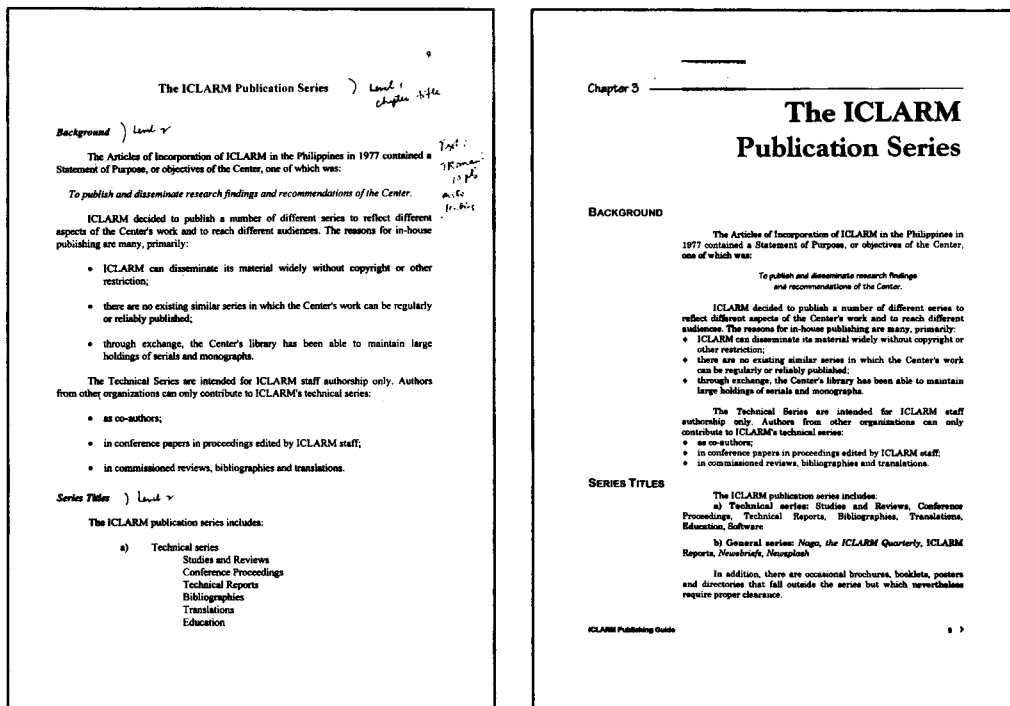 9
The ICLARM Publication Series
) Level 1
chapter title
Background ) Level 2
Text :
TRoman
10 pts
auto
leading
The Articles of Incorporation of ICLARM in the Philippines in 1977 contained a
Statement of Purpose, or objectives of the Center, one of which was:
To publish and disseminate research findings and recommendations of the Center.
ICLARM decided to publish a number of different series to reflect different
aspects of the Center's work and to reach different audiences. The reasons for in-house
publishing are many, primarily:
• ICLARM can disseminate its material widely without copyright or other
restriction;
• there are no existing similar series in which the Center's work can be regularly
or reliably published;
• through exchange, the Center's library has been able to maintain large
holdings of serials and monographs.
The Technical Series are intended for ICLARM staff authorship only. Authors
from other organizations can only contribute to ICLARM's technical series:
• as co-authors;
• in conference papers in proceedings edited by ICLARM staff;
• in commissioned reviews, bibliographies and translations.
Series Titles ) Level 2
The ICLARM publication series includes:
a) Technical series
Studies and Reviews
Conference Proceedings
Technical Reports
Bibliographies
Translations
Education
Chapter 3
The ICLARM
Publication Series
BACKGROUND
The Articles of Incorporation of ICLARM in the Philippines in
1977 contained a Statement of Purpose, or objectives of the Center,
one of which was:
To publish and disseminate research findings
and recommendations of the Center.
ICLARM decided to publish a number of different series to
reflect different aspects of the Center's work and to reach different
audiences. The reasons for in-house publishing are many, primarily:
♦ ICLARM can disseminate its material widely without copyright or
other restriction;
♦ there are no existing similar series in which the Center's work
can be regularly or reliably published;
♦ through exchange, the Center's library has been able to maintain
large holdings of serials and monographs.
The Technical Series are intended for ICLARM staff
authorship only. Authors from other organizations can only
contribute to ICLARM's technical series:
♦ as co-authors;
♦ in conference papers in proceedings edited by ICLARM staff;
♦ in commissioned reviews, bibliographies and translations.
SERIES TITLES
The ICLARM publication series includes:
a) Technical series: Studies and Reviews, Conference
Proceedings, Technical Reports, Bibliographies, Translations,
Education, Software
b) General series: Naga, the ICLARM Quarterly, ICLARM
Reports, Newsbriefs, Newsplash
In addition, there are occasional brochures, booklets, posters
and directories that fall outside the series but which nevertheless
require proper clearance.
ICLARM Publishing Guide 9 >